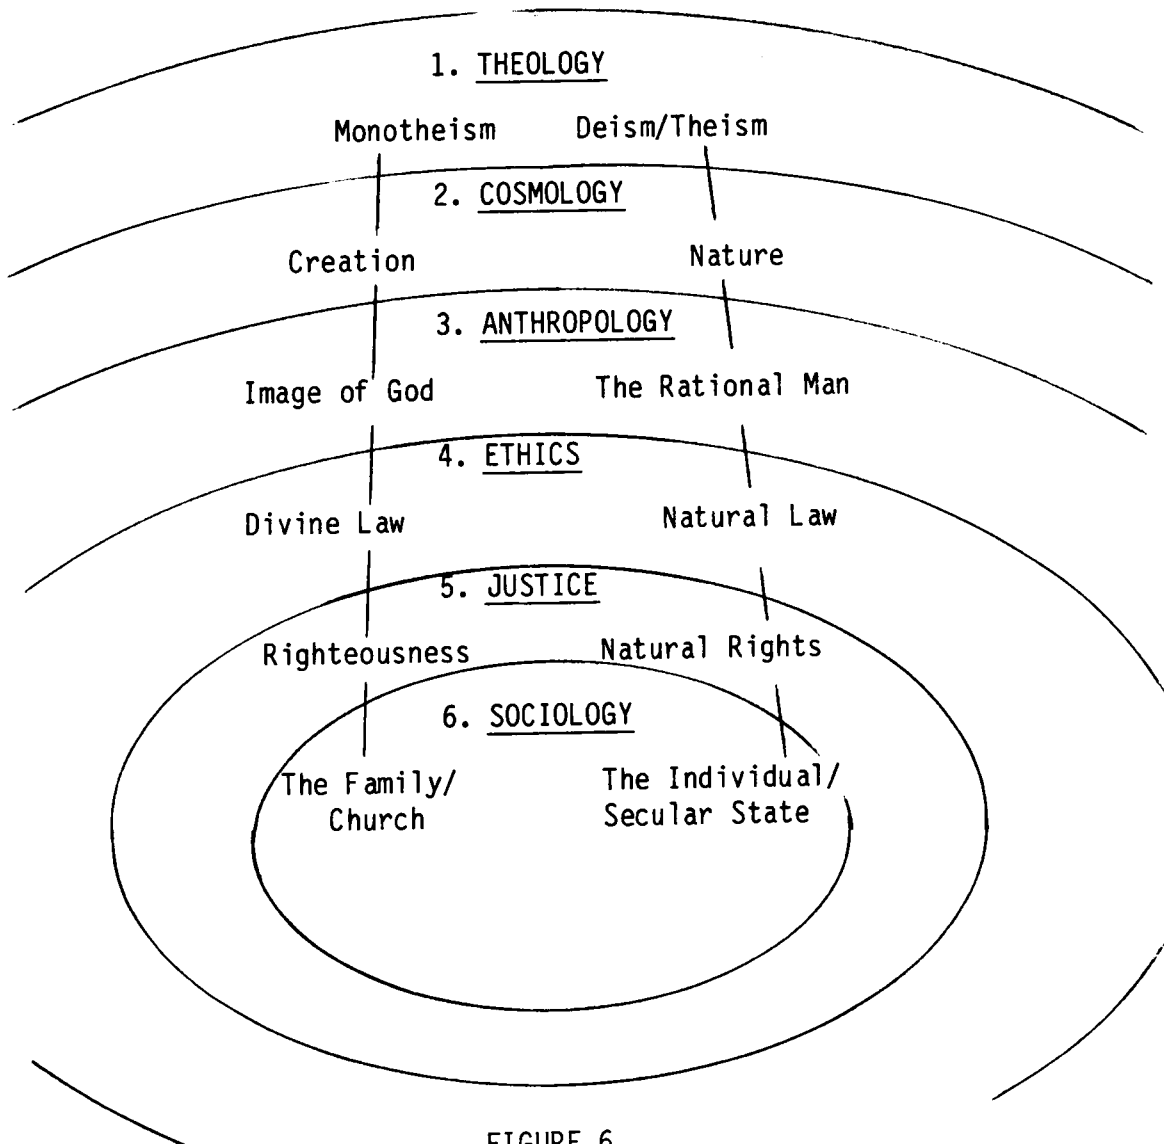 1. THEOLOGY
Monotheism Deism/Theism
2. COSMOLOGY
Creation Nature
3. ANTHROPOLOGY
Image of God The Rational Man
4. ETHICS
Divine Law Natural Law
5. JUSTICE
Righteousness Natural Rights
6. SOCIOLOGY
The Family/ The Individual/
Church Secular State
FIGURE 6